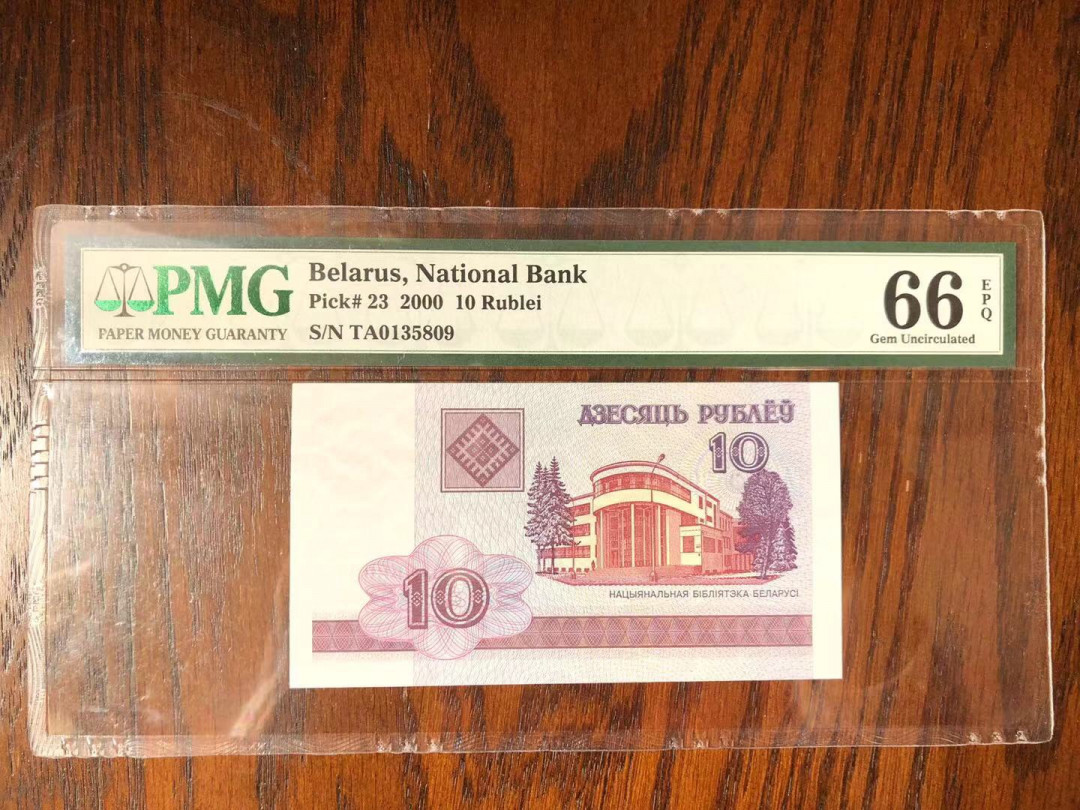 PMG
PAPER MONEY GUARANTY
Belarus, National Bank
Pick# 23 2000 10 Rublei
S/N TA0135809
66
EPQ
Gem Uncirculated
ДЗЕСЯЦЬ РУБЛЁЎ
10
НАЦЫЯНАЛЬНАЯ БІБЛІЯТЭКА БЕЛАРУСІ
10